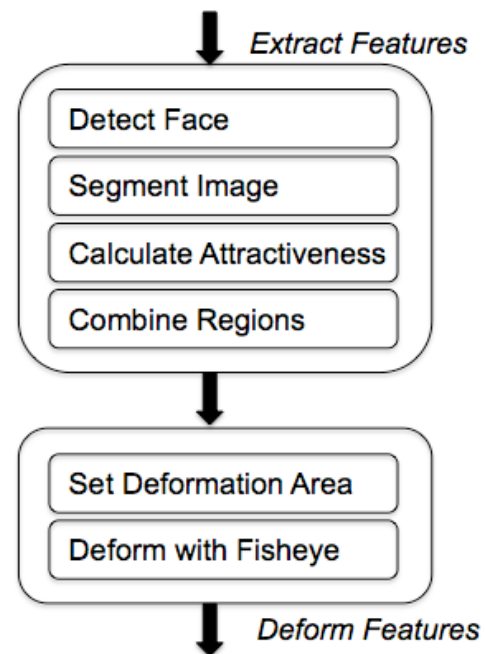 Extract Features
Detect Face
Segment Image
Calculate Attractiveness
Combine Regions
Set Deformation Area
Deform with Fisheye
Deform Features